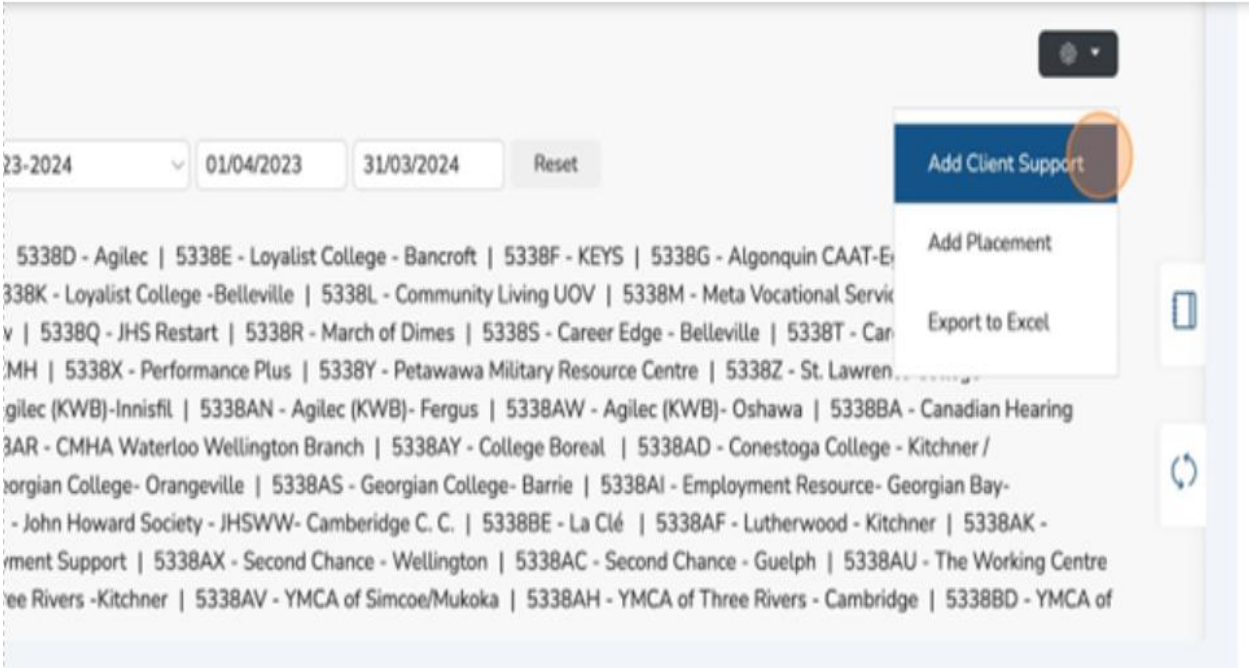 23-2024 01/04/2023 31/03/2024 Reset
Add Client Support
Add Placement
Export to Excel
5338D - Agilec | 5338E - Loyalist College - Bancroft | 5338F - KEYS | 5338G - Algonquin CAAT-E
338K - Loyalist College -Belleville | 5338L - Community Living UOV | 5338M - Meta Vocational Servic
| 5338Q - JHS Restart | 5338R - March of Dimes | 5338S - Career Edge - Belleville | 5338T - Car
MH | 5338X - Performance Plus | 5338Y - Petawawa Military Resource Centre | 5338Z - St. Lawren
gilec (KWB)-Innisfil | 5338AN - Agilec (KWB)- Fergus | 5338AW - Agilec (KWB)- Oshawa | 5338BA - Canadian Hearing
AR - CMHA Waterloo Wellington Branch | 5338AY - College Boreal | 5338AD - Conestoga College - Kitchner /
orgian College- Orangeville | 5338AS - Georgian College- Barrie | 5338AI - Employment Resource- Georgian Bay-
- John Howard Society - JHSWW- Camberidge C. C. | 5338BE - La Clé | 5338AF - Lutherwood - Kitchner | 5338AK -
ment Support | 5338AX - Second Chance - Wellington | 5338AC - Second Chance - Guelph | 5338AU - The Working Centre
ee Rivers -Kitchner | 5338AV - YMCA of Simcoe/Mukoka | 5338AH - YMCA of Three Rivers - Cambridge | 5338BD - YMCA of